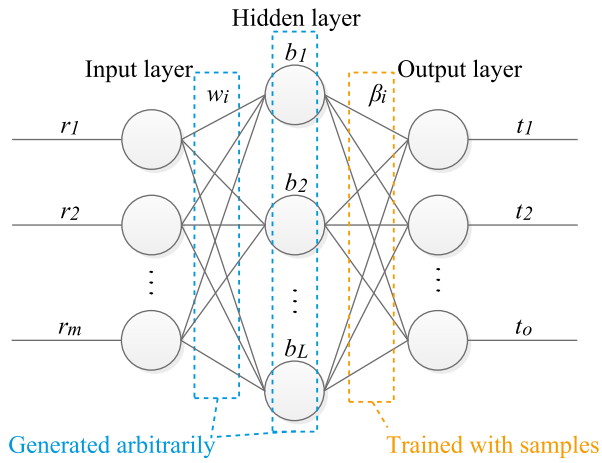 Hidden layer
Input layer
Output layer
b1
wi
βi
r1
t1
b2
r2
t2
rm
bL
to
Generated arbitrarily
Trained with samples